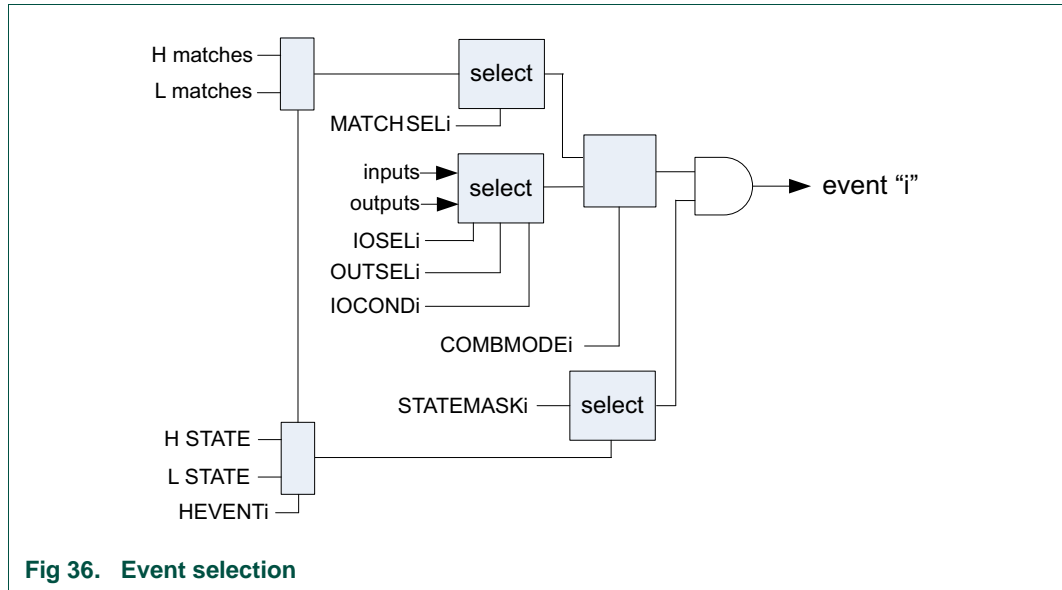 H matches
L matches
select
MATCHSELi
inputs
outputs
select
IOSELi
OUTSELi
IOCONDi
event “i”
COMBMODEi
STATEMASKi
select
H STATE
L STATE
HEVENTi
Fig 36. Event selection